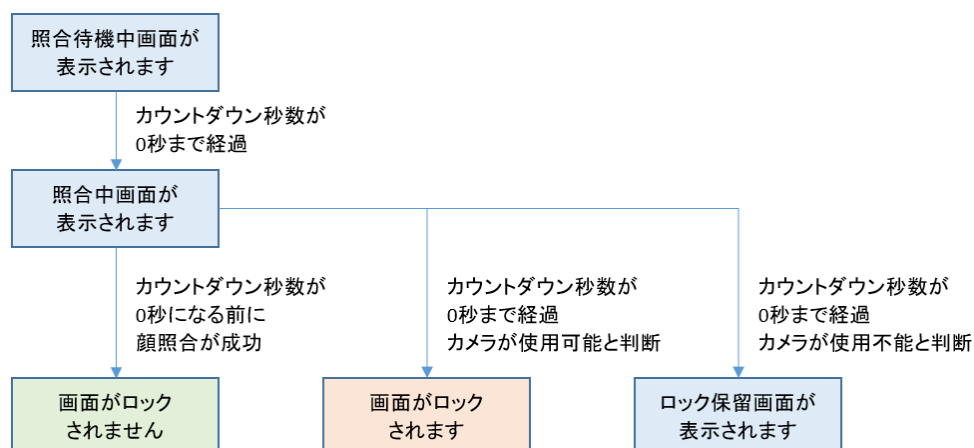 照合待機中画面が
表示されます
カウントダウン秒数が
0秒まで経過
照合中画面が
表示されます
カウントダウン秒数が
0秒になる前に
顔照合が成功
カウントダウン秒数が
0秒まで経過
カメラが使用可能と判断
カウントダウン秒数が
0秒まで経過
カメラが使用不能と判断
画面がロック
されません
画面がロック
されます
ロック保留画面が
表示されます